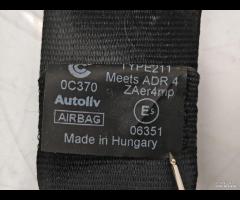 TYPE211
0C370 Meets ADR 4
Autoliv ZAer4mp
AIRBAG E5
06351
Made in Hungary